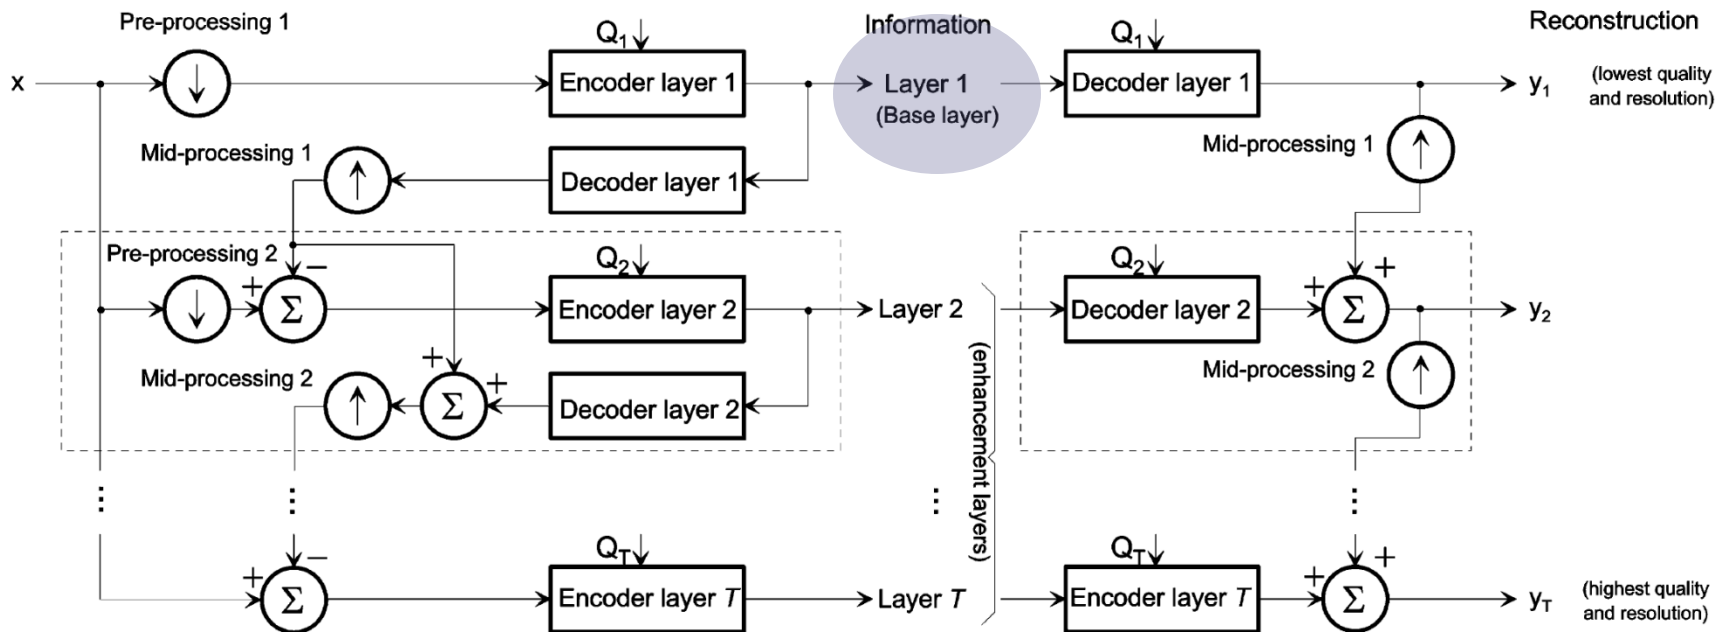 Pre-processing 1
Q1
Information
Q1
Reconstruction
x
↓
Encoder layer 1
Layer 1
(Base layer)
Decoder layer 1
y1
(lowest quality
and resolution)
Mid-processing 1
↑
Decoder layer 1
Mid-processing 1
↑
Pre-processing 2
−
Q2
Q2
+
+
↓
Σ
Encoder layer 2
Layer 2
Decoder layer 2
+
Σ
y2
Mid-processing 2
↑
+
Σ
+
Decoder layer 2
(enhancement layers)
Mid-processing 2
↑
⋮
⋮
⋮
⋮
−
QT
QT
+
+
Σ
Encoder layer T
Layer T
Encoder layer T
+
Σ
yT
(highest quality
and resolution)